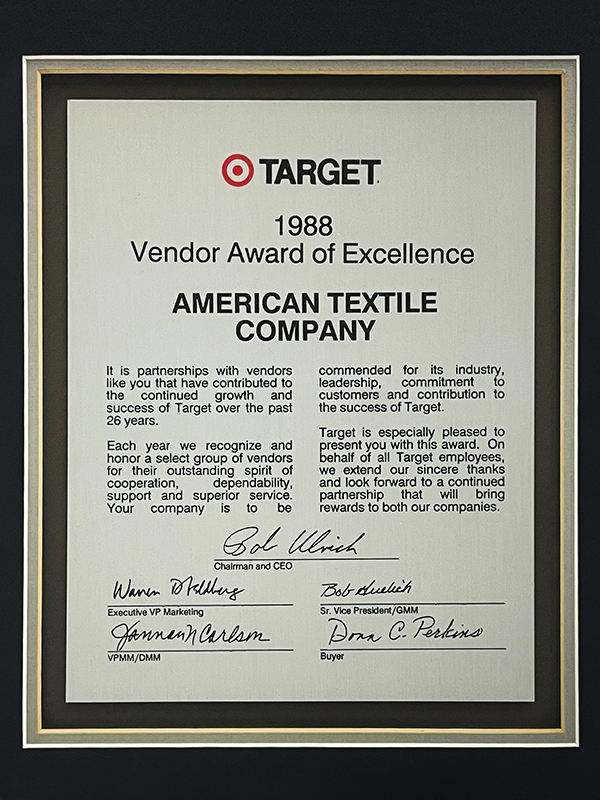 TARGET.
1988
Vendor Award of Excellence
AMERICAN TEXTILE
COMPANY
It is partnerships with vendors
like you that have contributed to
the continued growth and
success of Target over the past
26 years.
Each year we recognize and
honor a select group of vendors
for their outstanding spirit of
cooperation, dependability,
support and superior service.
Your company is to be
commended for its industry,
leadership, commitment to
customers and contribution to
the success of Target.
Target is especially pleased to
present you with this award. On
behalf of all Target employees,
we extend our sincere thanks
and look forward to a continued
partnership that will bring
rewards to both our companies.
Bob Ulrich
Chairman and CEO
Warren
Executive VP Marketing
Bob
Sr. Vice President/GMM
Carlson
VPMM/DMM
Dona C. Perkins
Buyer